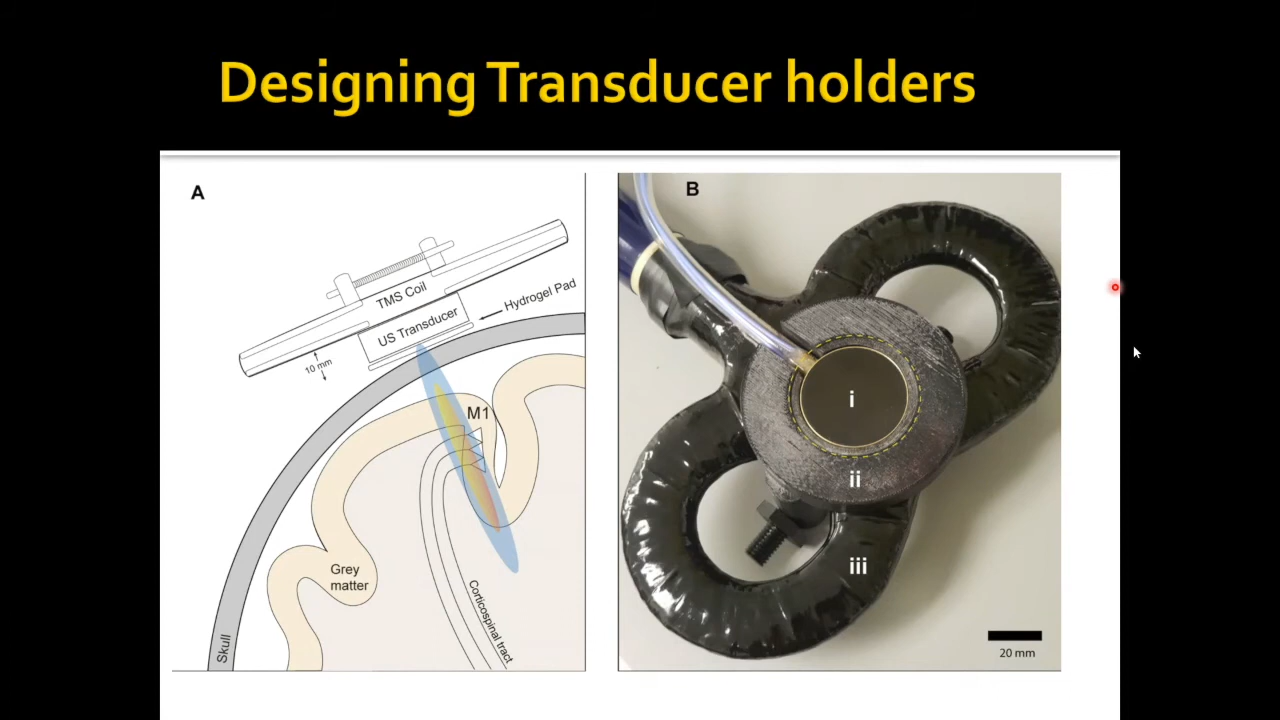 Designing Transducer holders
A
TMS Coil
Hydrogel Pad
US Transducer
10 mm
M1
Grey
matter
Corticospinal tract
Skull
B
i
ii
iii
20 mm